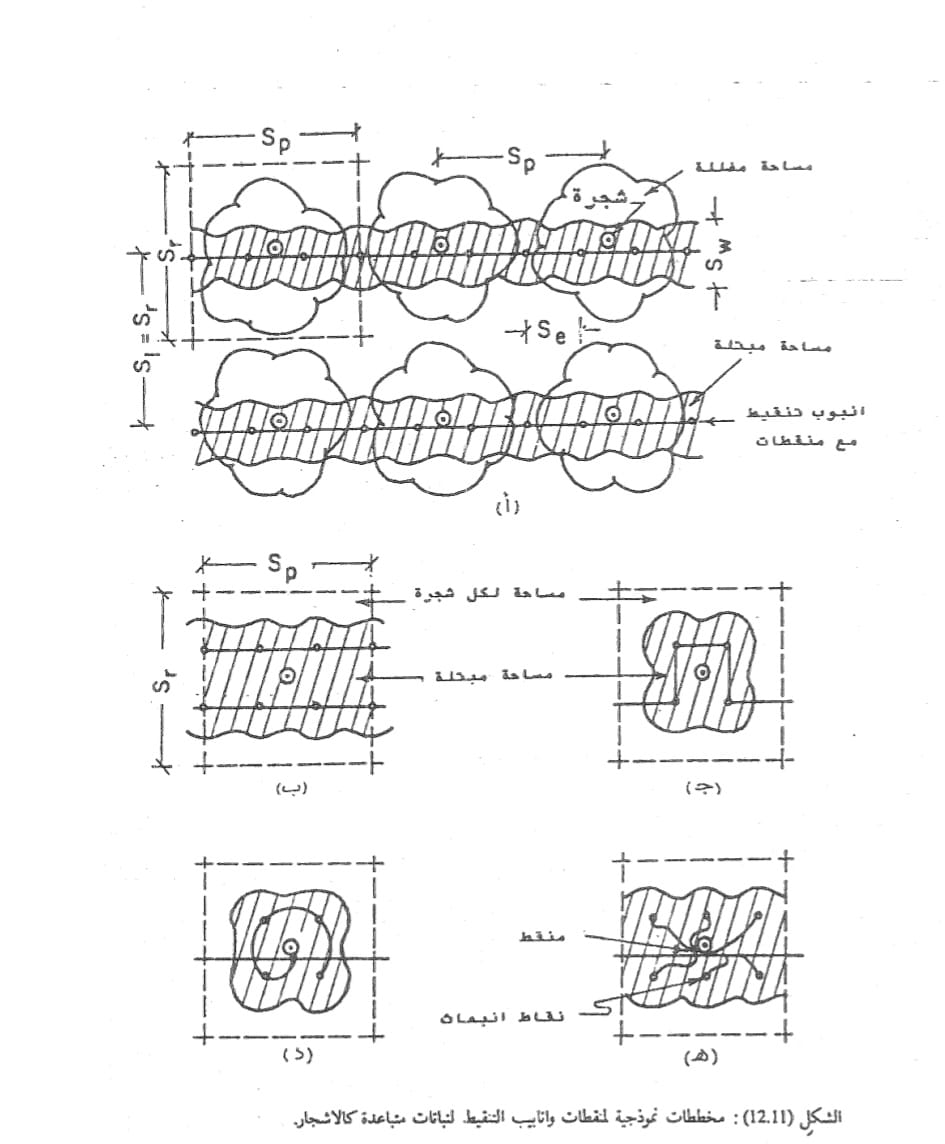 Sp
Sp
مساحة مظللة
شجرة
Sr
Sw
Sl = Sr
Se
مساحة مبتلة
انبوب تنقيط
مع منقطات
(أ)
Sp
مساحة لكل شجرة
Sr
مساحة مبتلة
(ب)
(ج)
منقط
نقاط انبعاث
(د)
(هـ)
الشكل (12.11) : مخططات نموذجية لمنقطات وانابيب التنقيط لنباتات متباعدة كالاشجار.